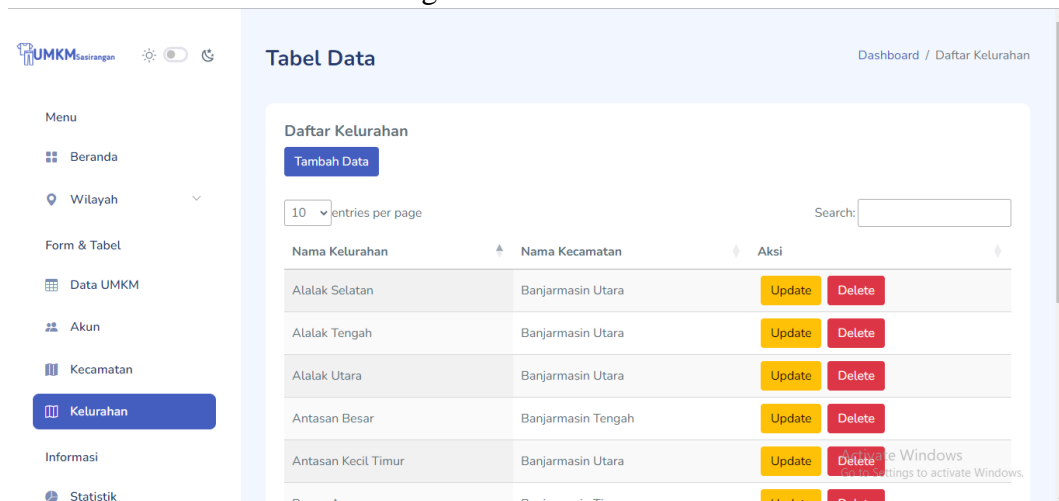 UMKM Sasirangan
Menu
Beranda
Wilayah
Form & Tabel
Data UMKM
Akun
Kecamatan
Kelurahan
Informasi
Statistik
Tabel Data
Dashboard / Daftar Kelurahan
Daftar Kelurahan
Tambah Data
10 entries per page
Search:
Nama Kelurahan Nama Kecamatan Aksi
Alalak Selatan Banjarmasin Utara Update Delete
Alalak Tengah Banjarmasin Utara Update Delete
Alalak Utara Banjarmasin Utara Update Delete
Antasan Besar Banjarmasin Tengah Update Delete
Antasan Kecil Timur Banjarmasin Utara Update Delete
Activate Windows
Go to Settings to activate Windows.